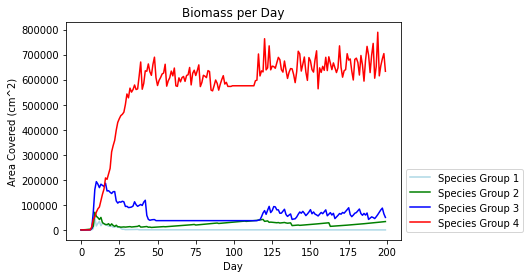 Biomass per Day
Area Covered (cm^2)
800000
700000
600000
500000
400000
300000
200000
100000
0
0 25 50 75 100 125 150 175 200
Day
Species Group 1
Species Group 2
Species Group 3
Species Group 4